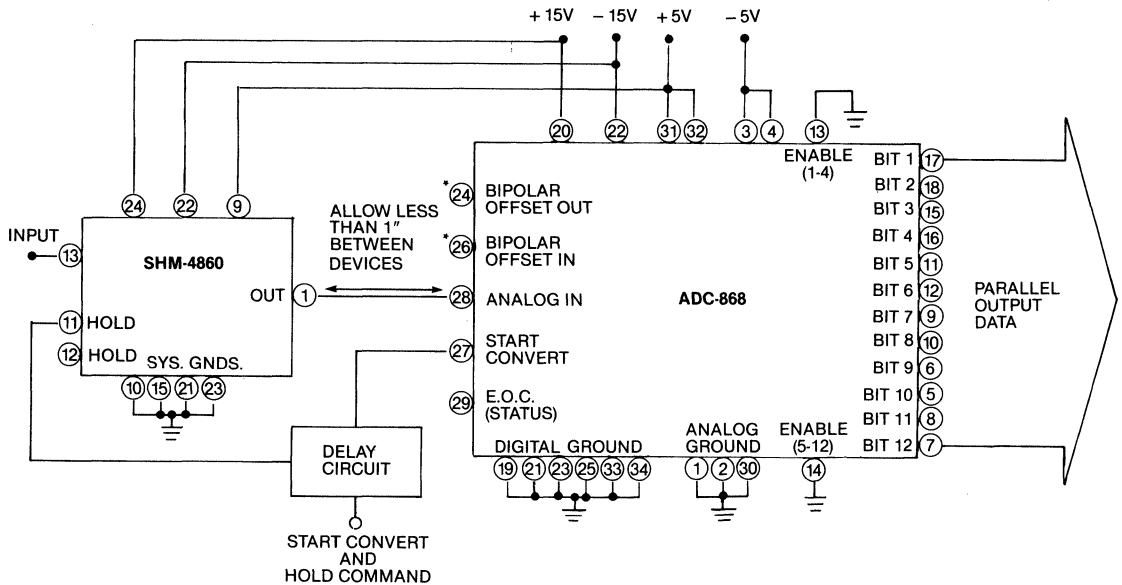 + 15V
− 15V
+ 5V
− 5V
20
22
31
32
3
4
13
ENABLE
(1-4)
24
22
9
INPUT
13
SHM-4860
OUT
1
11
HOLD
12
HOLD
SYS. GNDS.
10
15
21
23
ALLOW LESS
THAN 1"
BETWEEN
DEVICES
*
24
BIPOLAR
OFFSET OUT
*
26
BIPOLAR
OFFSET IN
28
ANALOG IN
27
START
CONVERT
29
E.O.C.
(STATUS)
ADC-868
BIT 1
17
BIT 2
18
BIT 3
15
BIT 4
16
BIT 5
11
BIT 6
12
BIT 7
9
BIT 8
10
BIT 9
6
BIT 10
5
BIT 11
8
BIT 12
7
PARALLEL
OUTPUT
DATA
DIGITAL GROUND
19
21
23
25
33
34
ANALOG
GROUND
1
2
30
ENABLE
(5-12)
14
DELAY
CIRCUIT
START CONVERT
AND
HOLD COMMAND